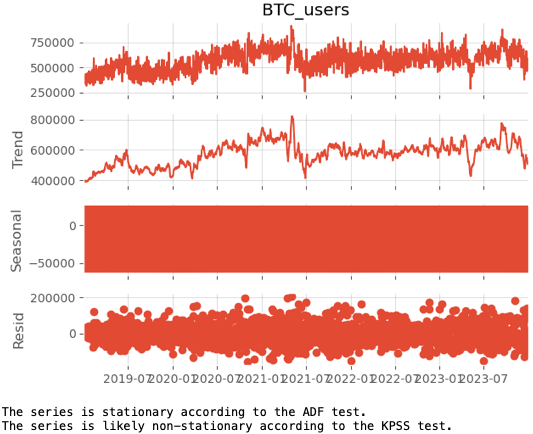 BTC_users
750000
500000
250000
Trend
800000
600000
400000
Seasonal
0
−50000
Resid
200000
0
2019-07 2020-01 2020-07 2021-01 2021-07 2022-01 2022-07 2023-01 2023-07
The series is stationary according to the ADF test.
The series is likely non-stationary according to the KPSS test.